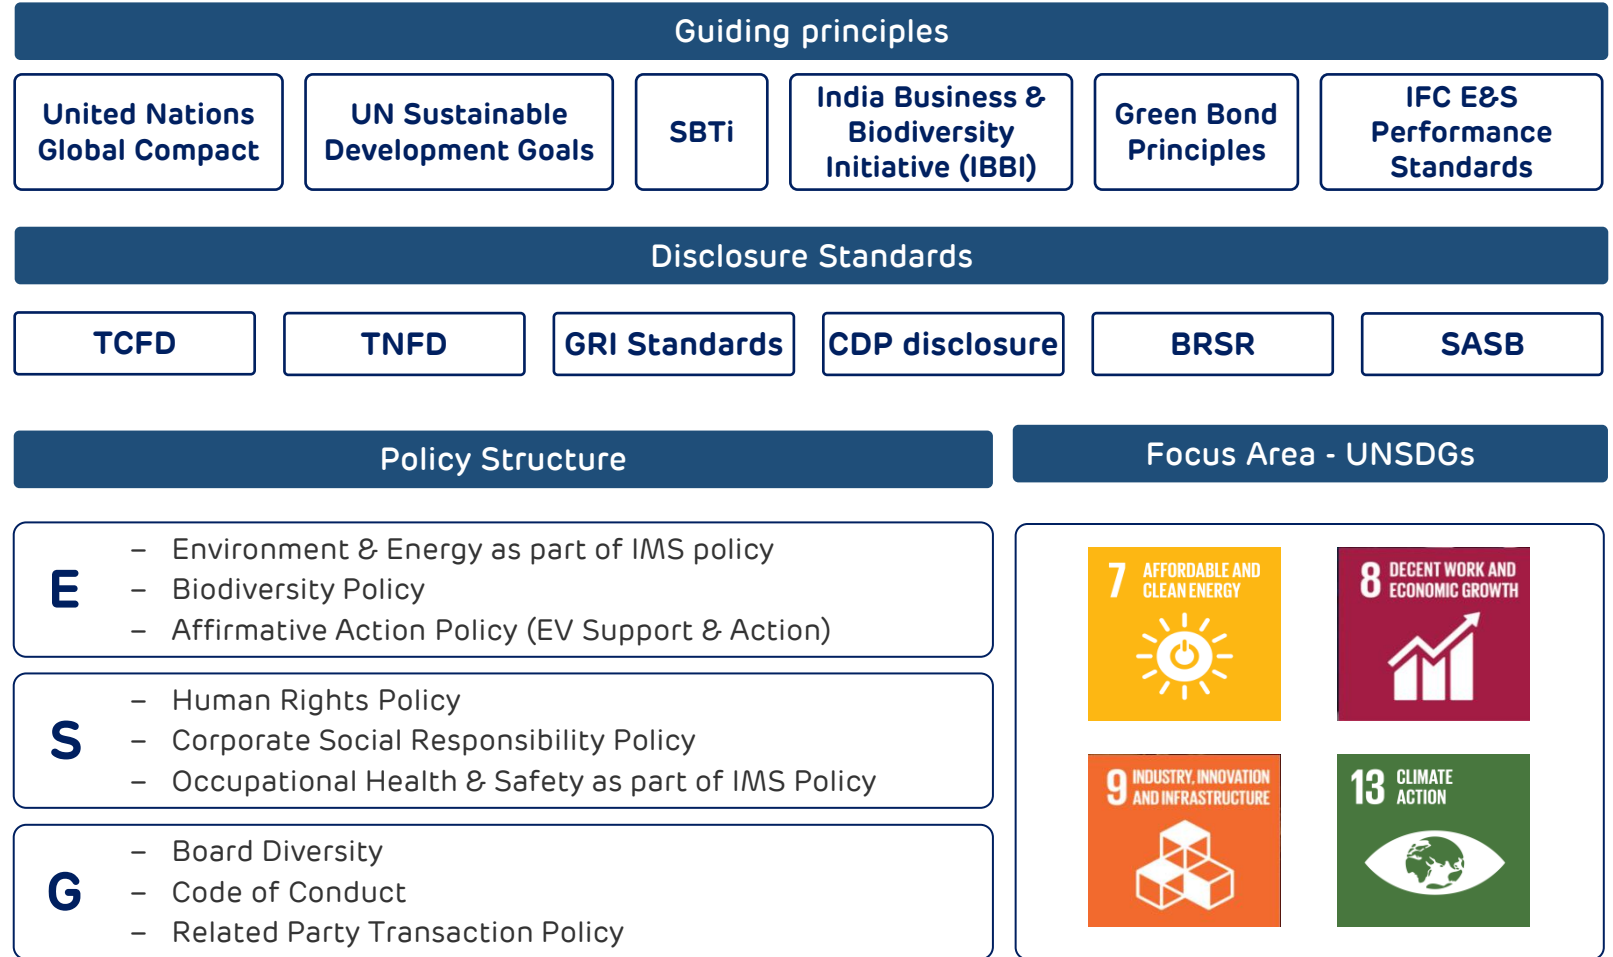 Guiding principles
United Nations
Global Compact
UN Sustainable
Development Goals
SBTi
India Business &
Biodiversity
Initiative (IBBI)
Green Bond
Principles
IFC E&S
Performance
Standards
Disclosure Standards
TCFD
TNFD
GRI Standards
CDP disclosure
BRSR
SASB
Policy Structure
E
– Environment & Energy as part of IMS policy
– Biodiversity Policy
– Affirmative Action Policy (EV Support & Action)
S
– Human Rights Policy
– Corporate Social Responsibility Policy
– Occupational Health & Safety as part of IMS Policy
G
– Board Diversity
– Code of Conduct
– Related Party Transaction Policy
Focus Area - UNSDGs
7 AFFORDABLE AND
CLEAN ENERGY
8 DECENT WORK AND
ECONOMIC GROWTH
9 INDUSTRY, INNOVATION
AND INFRASTRUCTURE
13 CLIMATE
ACTION